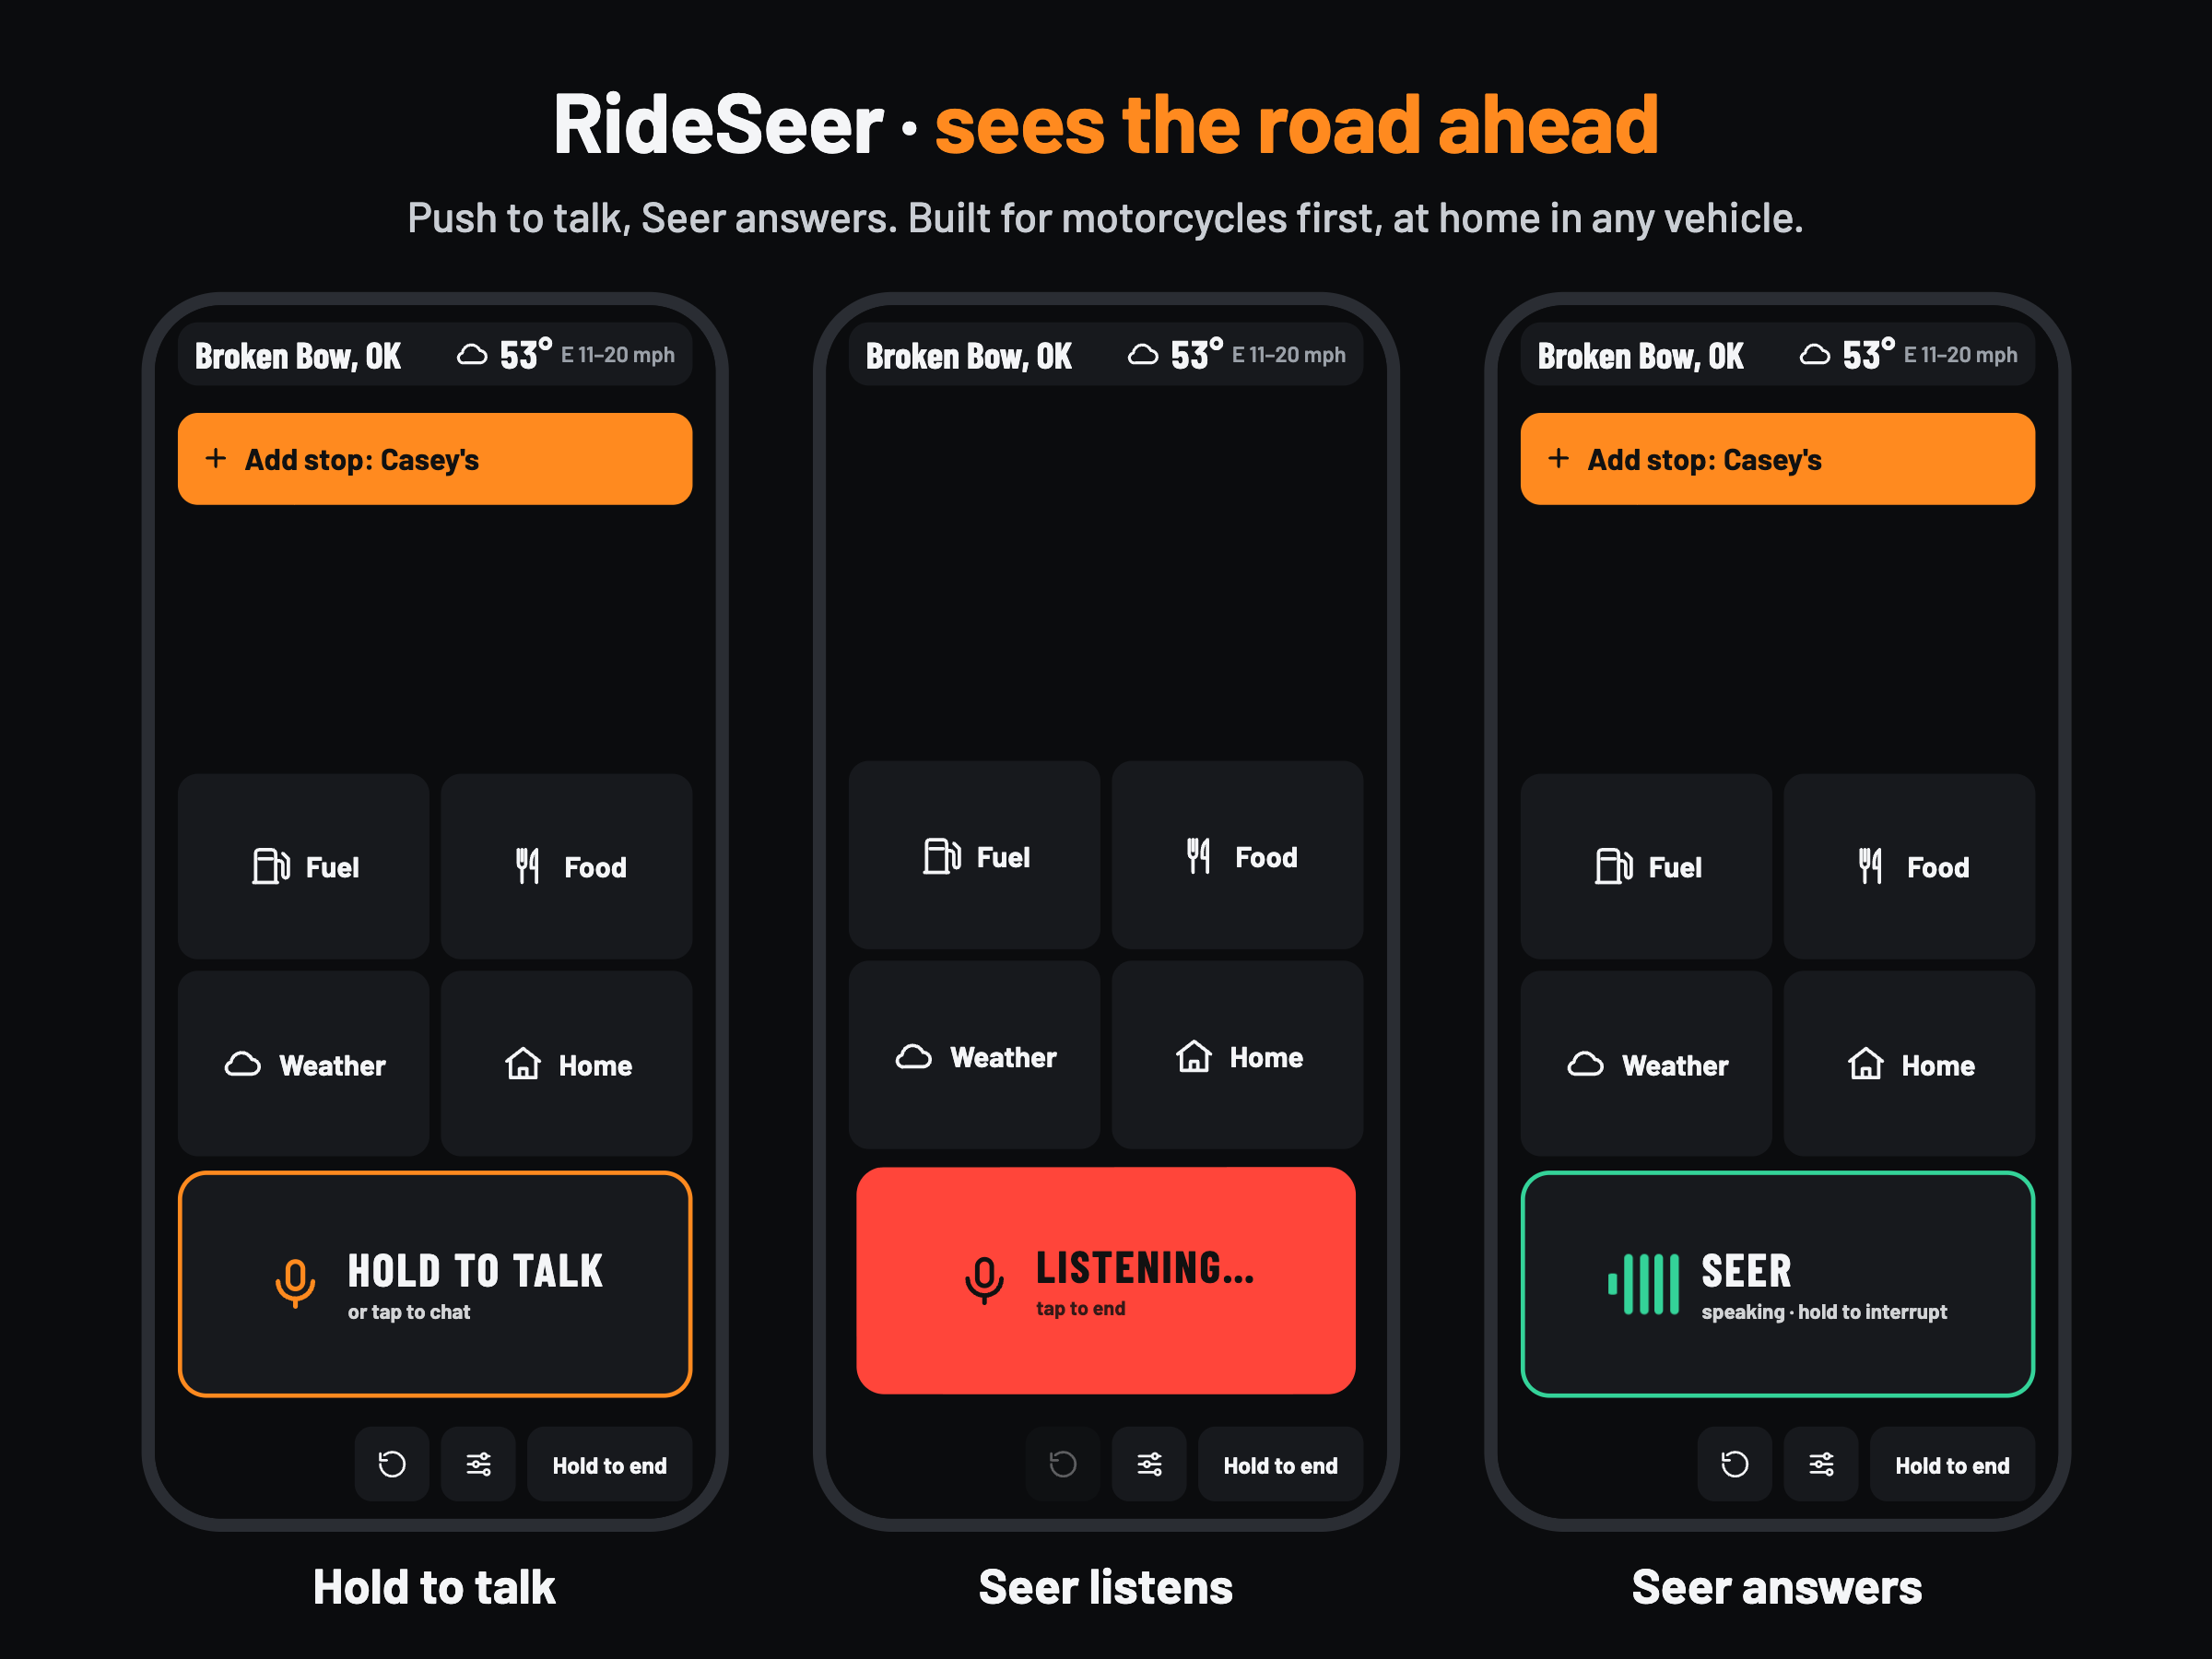 RideSeer · sees the road ahead
Push to talk, Seer answers. Built for motorcycles first, at home in any vehicle.
Broken Bow, OK 53° E 11–20 mph
+ Add stop: Casey's
Fuel
Food
Weather
Home
HOLD TO TALK
or tap to chat
Hold to end
Hold to talk
Broken Bow, OK 53° E 11–20 mph
Fuel
Food
Weather
Home
LISTENING...
tap to end
Hold to end
Seer listens
Broken Bow, OK 53° E 11–20 mph
+ Add stop: Casey's
Fuel
Food
Weather
Home
SEER
speaking · hold to interrupt
Hold to end
Seer answers